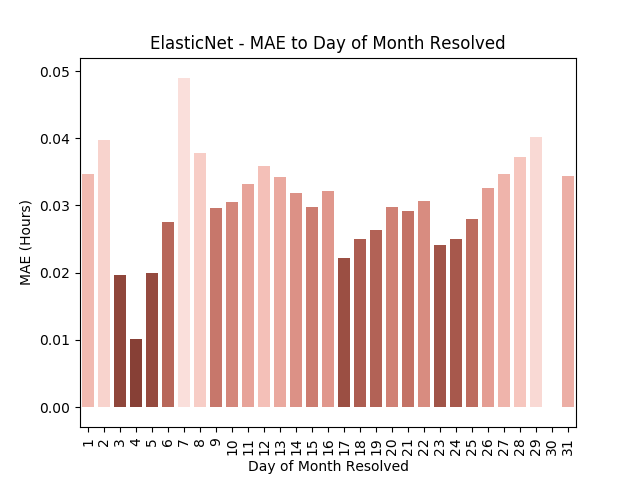 ElasticNet - MAE to Day of Month Resolved
0.05
0.04
0.03
0.02
0.01
0.00
MAE (Hours)
1 2 3 4 5 6 7 8 9 10 11 12 13 14 15 16 17 18 19 20 21 22 23 24 25 26 27 28 29 30 31
Day of Month Resolved